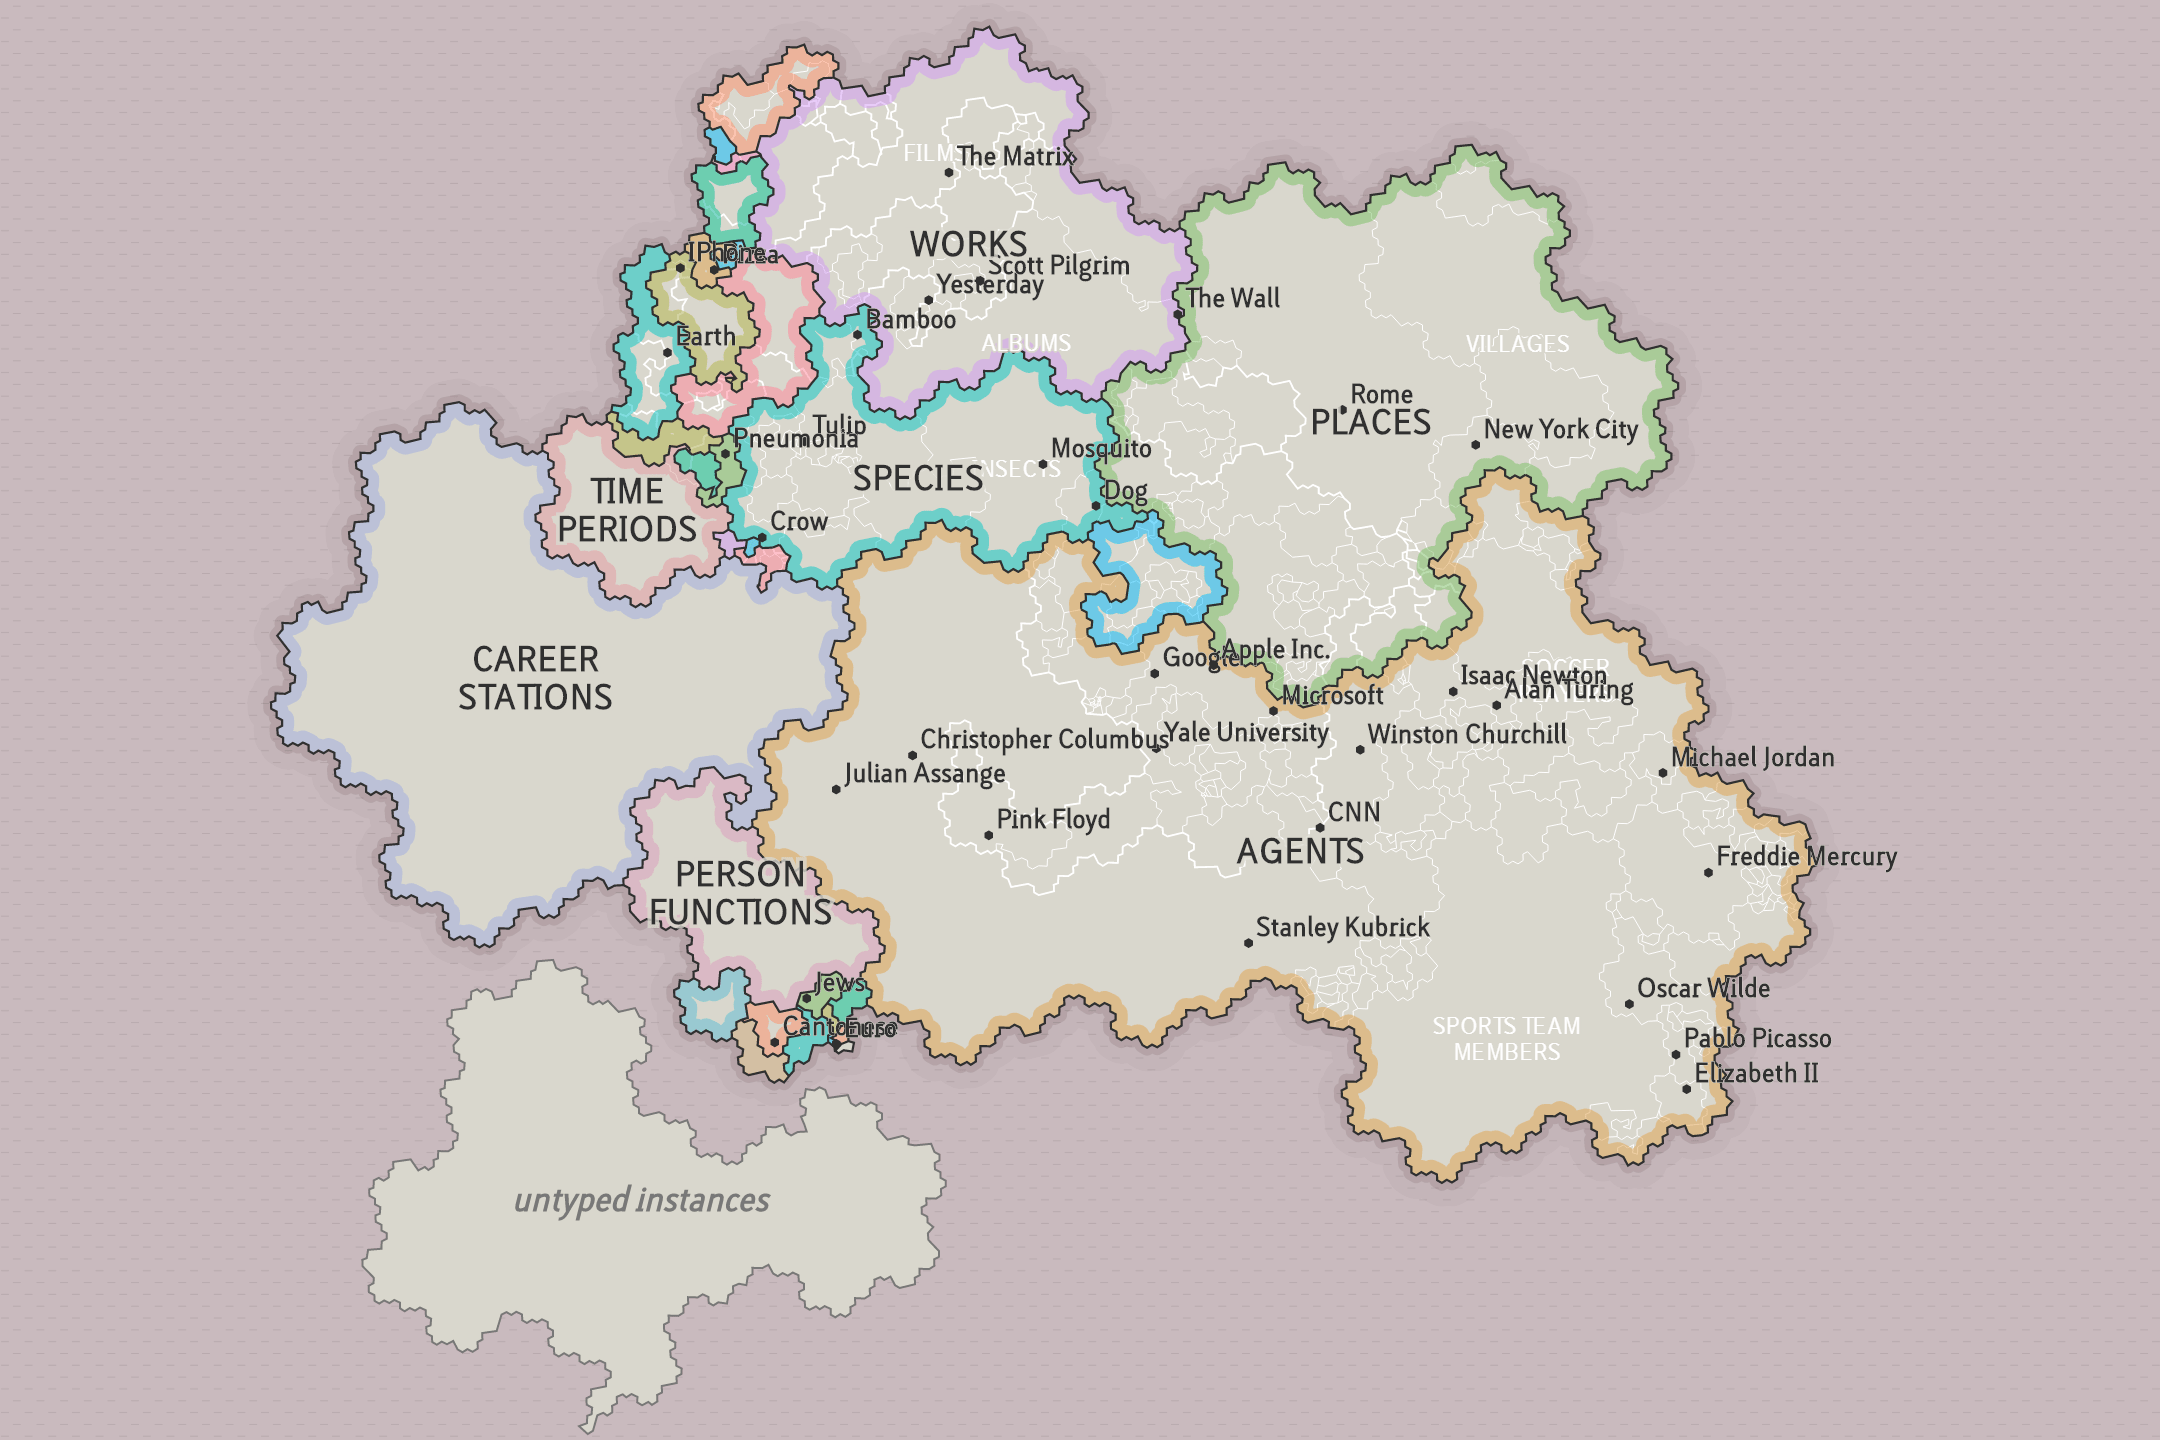 FILMS
The Matrix
WORKS
Scott Pilgrim
Yesterday
IPhone
The Wall
Bamboo
Earth
ALBUMS
VILLAGES
Rome
PLACES
New York City
Tulip
Pneumonia
Mosquito
INSECTS
SPECIES
Dog
TIME
PERIODS
Crow
CAREER
STATIONS
Apple Inc.
Google
SOCCER
Isaac Newton
Alan Turing
Microsoft
Christopher Columbus
Yale University
Winston Churchill
Michael Jordan
Julian Assange
Pink Floyd
CNN
AGENTS
Freddie Mercury
PERSON
FUNCTIONS
Stanley Kubrick
Jews
Oscar Wilde
Cantonese
Euro
SPORTS TEAM
MEMBERS
Pablo Picasso
Elizabeth II
untyped instances